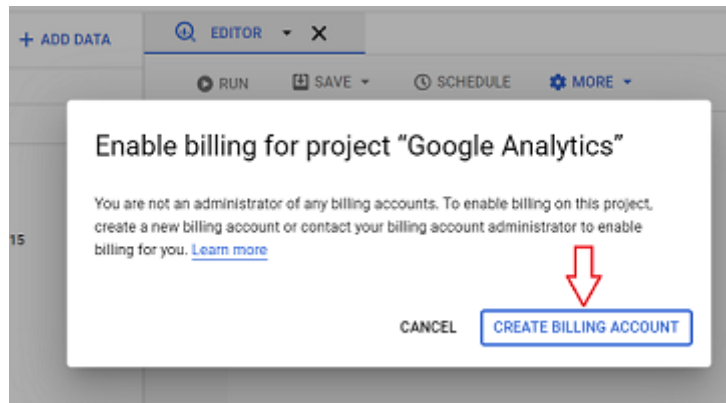 + ADD DATA
EDITOR
RUN SAVE SCHEDULE MORE
Enable billing for project “Google Analytics”
You are not an administrator of any billing accounts. To enable billing on this project,
create a new billing account or contact your billing account administrator to enable
billing for you. Learn more
15
CANCEL CREATE BILLING ACCOUNT